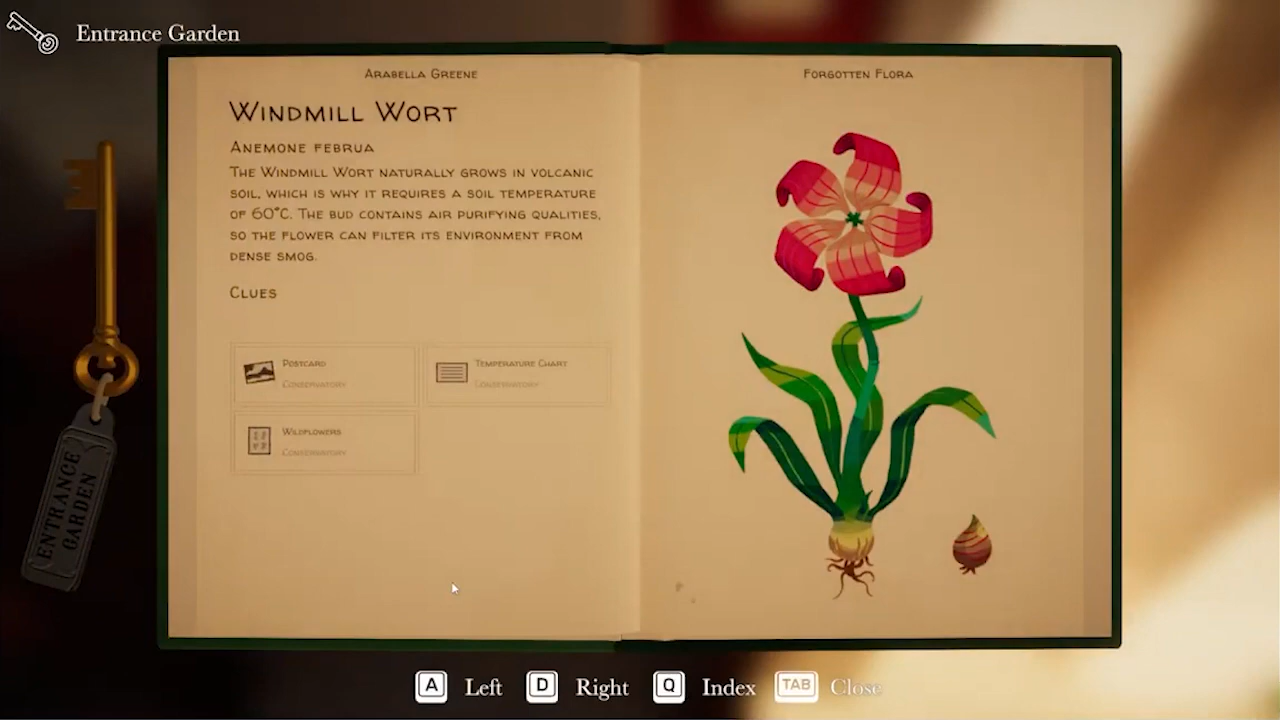 Entrance Garden
Arabella Greene
Forgotten Flora
Windmill Wort
Anemone februa
The Windmill Wort naturally grows in volcanic
soil, which is why it requires a soil temperature
of 60°C. The bud contains air purifying qualities,
so the flower can filter its environment from
dense smog.
Clues
Postcard
Conservatory
Temperature Chart
Conservatory
Wildflowers
Conservatory
ENTRANCE
GARDEN
A Left D Right Q Index TAB Close